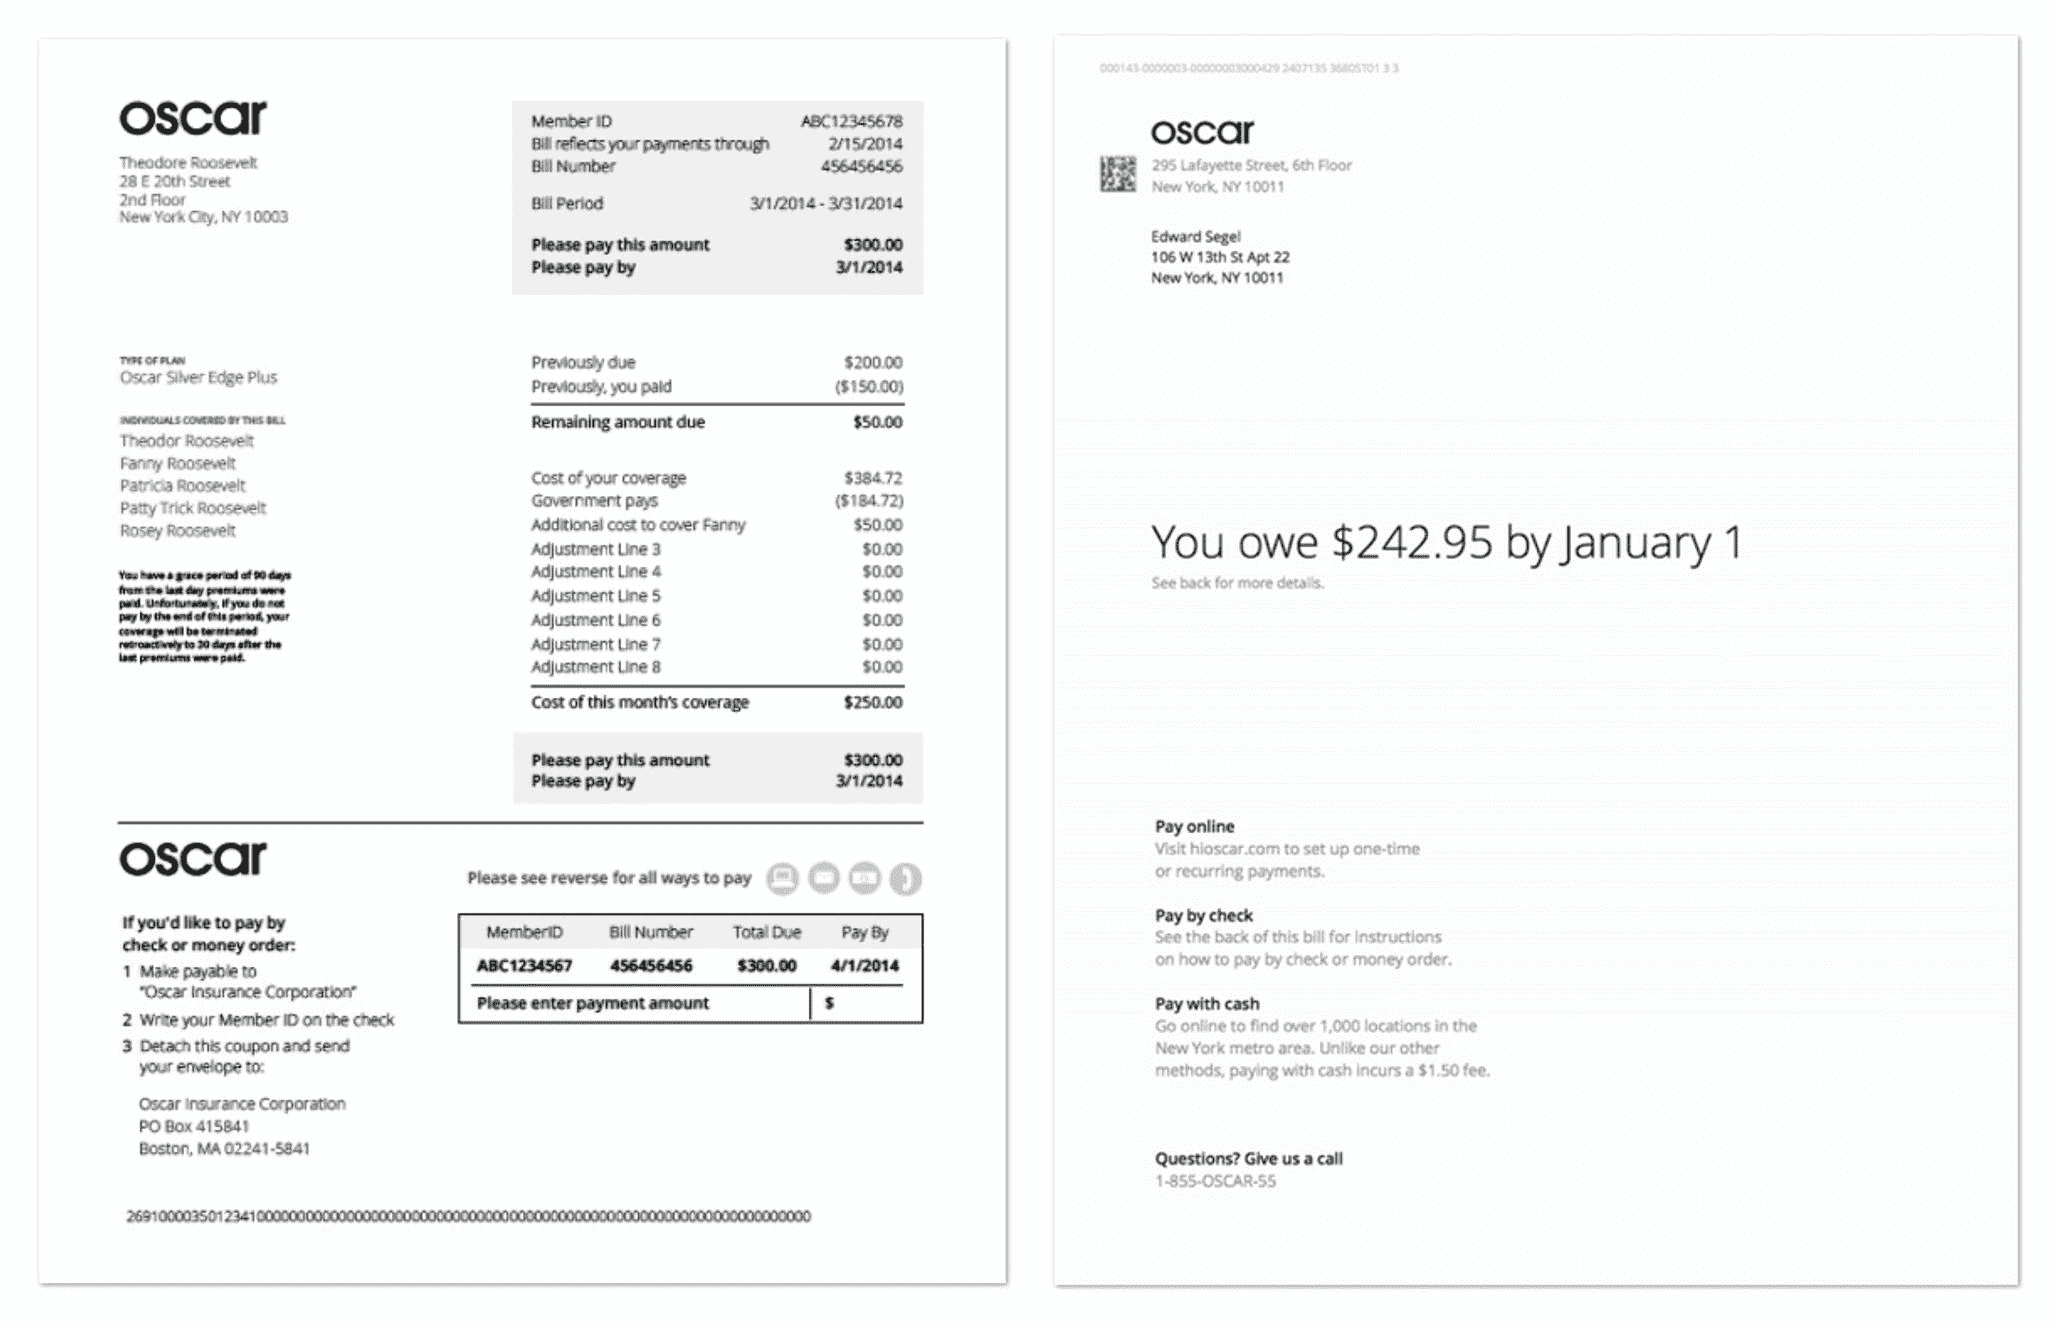 oscar
Theodore Roosevelt
28 E 20th Street
2nd Floor
New York City, NY 10003
Member ID ABC12345678
Bill reflects your payments through 2/15/2014
Bill Number 456456456
Bill Period 3/1/2014 - 3/31/2014
Please pay this amount $300.00
Please pay by 3/1/2014
TYPE OF PLAN
Oscar Silver Edge Plus
INDIVIDUALS COVERED BY THIS BILL
Theodor Roosevelt
Fanny Roosevelt
Patricia Roosevelt
Patty Trick Roosevelt
Rosey Roosevelt
You have a grace period of 90 days
from the last day premiums were
paid. Unfortunately, if you do not
pay by the end of this period, your
coverage will be terminated
retroactively to 30 days after the
last premiums were paid.
Previously due $200.00
Previously, you paid ($150.00)
Remaining amount due $50.00
Cost of your coverage $384.72
Government pays ($184.72)
Additional cost to cover Fanny $50.00
Adjustment Line 3 $0.00
Adjustment Line 4 $0.00
Adjustment Line 5 $0.00
Adjustment Line 6 $0.00
Adjustment Line 7 $0.00
Adjustment Line 8 $0.00
Cost of this month's coverage $250.00
Please pay this amount $300.00
Please pay by 3/1/2014
oscar
Please see reverse for all ways to pay
If you'd like to pay by
check or money order:
1 Make payable to
"Oscar Insurance Corporation"
2 Write your Member ID on the check
3 Detach this coupon and send
your envelope to:
Oscar Insurance Corporation
PO Box 415841
Boston, MA 02241-5841
MemberID Bill Number Total Due Pay By
ABC1234567 456456456 $300.00 4/1/2014
Please enter payment amount $
000143-0000003-00000003000429 2407135 3680ST01 3 3
oscar
295 Lafayette Street, 6th Floor
New York, NY 10011
Edward Segel
106 W 13th St Apt 22
New York, NY 10011
You owe $242.95 by January 1
See back for more details.
Pay online
Visit hioscar.com to set up one-time
or recurring payments.
Pay by check
See the back of this bill for instructions
on how to pay by check or money order.
Pay with cash
Go online to find over 1,000 locations in the
New York metro area. Unlike our other
methods, paying with cash incurs a $1.50 fee.
Questions? Give us a call
1-855-OSCAR-55